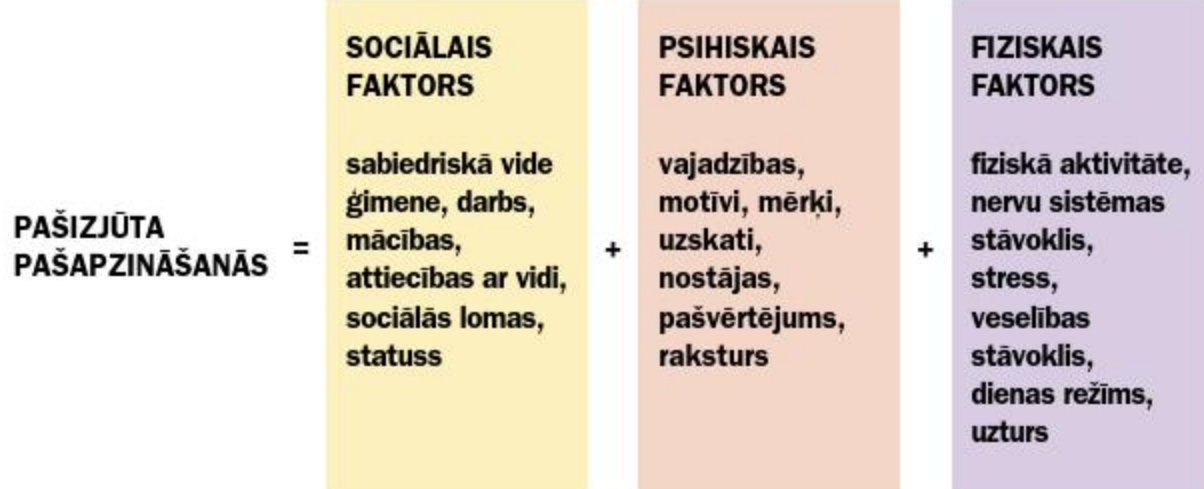 PAŠIZJŪTA
PAŠAPZINĀŠANĀS
=
SOCIĀLAIS
FAKTORS
sabiedriskā vide
ģimene, darbs,
mācības,
attiecības ar vidi,
sociālās lomas,
statuss
+
PSIHISKAIS
FAKTORS
vajadzības,
motīvi, mērķi,
uzskati,
nostājas,
pašvērtējums,
raksturs
+
FIZISKAIS
FAKTORS
fiziskā aktivitāte,
nervu sistēmas
stāvoklis,
stress,
veselības
stāvoklis,
dienas režīms,
uzturs